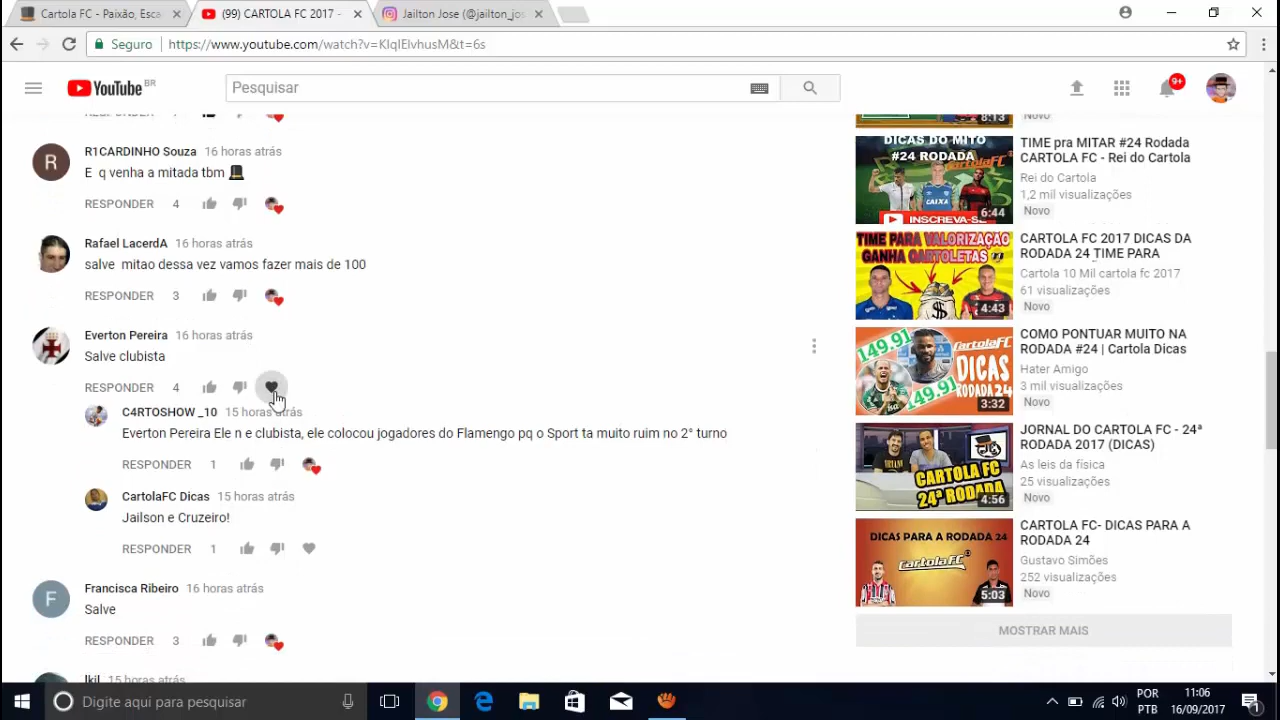 Cartola FC - Paixão, Esca
(99) CARTOLA FC 2017 -
Jailton Jose (@jailton_jos
Seguro
https://www.youtube.com/watch?v=KIqIEIvhusM&t=6s
YouTube BR
Pesquisar
9+
RESPONDER 4
R1CARDINHO Souza 16 horas atrás
E q venha a mitada tbm
RESPONDER 4
Rafael LacerdA 16 horas atrás
salve mitao dessa vez vamos fazer mais de 100
RESPONDER 3
Everton Pereira 16 horas atrás
Salve clubista
RESPONDER 4
C4RTOSHOW _10 15 horas atrás
Everton Pereira Ele n e clubista, ele colocou jogadores do Flamengo pq o Sport ta muito ruim no 2° turno
RESPONDER 1
CartolaFC Dicas 15 horas atrás
Jailson e Cruzeiro!
RESPONDER 1
Francisca Ribeiro 16 horas atrás
Salve
RESPONDER 3
Ikil 15 horas atrás
8:13
Novo
DICAS DO MITO
#24 RODADA
CartolaFC
CAIXA
INSCREVA-SE
6:44
TIME pra MITAR #24 Rodada
CARTOLA FC - Rei do Cartola
Rei do Cartola
1,2 mil visualizações
Novo
TIME PARA VALORIZAÇÃO
GANHA CARTOLETAS
$
4:43
CARTOLA FC 2017 DICAS DA
RODADA 24 TIME PARA
Cartola 10 Mil cartola fc 2017
61 visualizações
Novo
149.91
CartolaFC
DICAS
RODADA 24
149.91
3:32
COMO PONTUAR MUITO NA
RODADA #24 | Cartola Dicas
Hater Amigo
3 mil visualizações
Novo
CARTOLA FC
24ª RODADA
4:56
JORNAL DO CARTOLA FC - 24ª
RODADA 2017 (DICAS)
As leis da física
25 visualizações
Novo
DICAS PARA A RODADA 24
CartolaFC
5:03
CARTOLA FC- DICAS PARA A
RODADA 24
Gustavo Simões
252 visualizações
Novo
MOSTRAR MAIS
Digite aqui para pesquisar
POR
PTB
11:06
16/09/2017
1